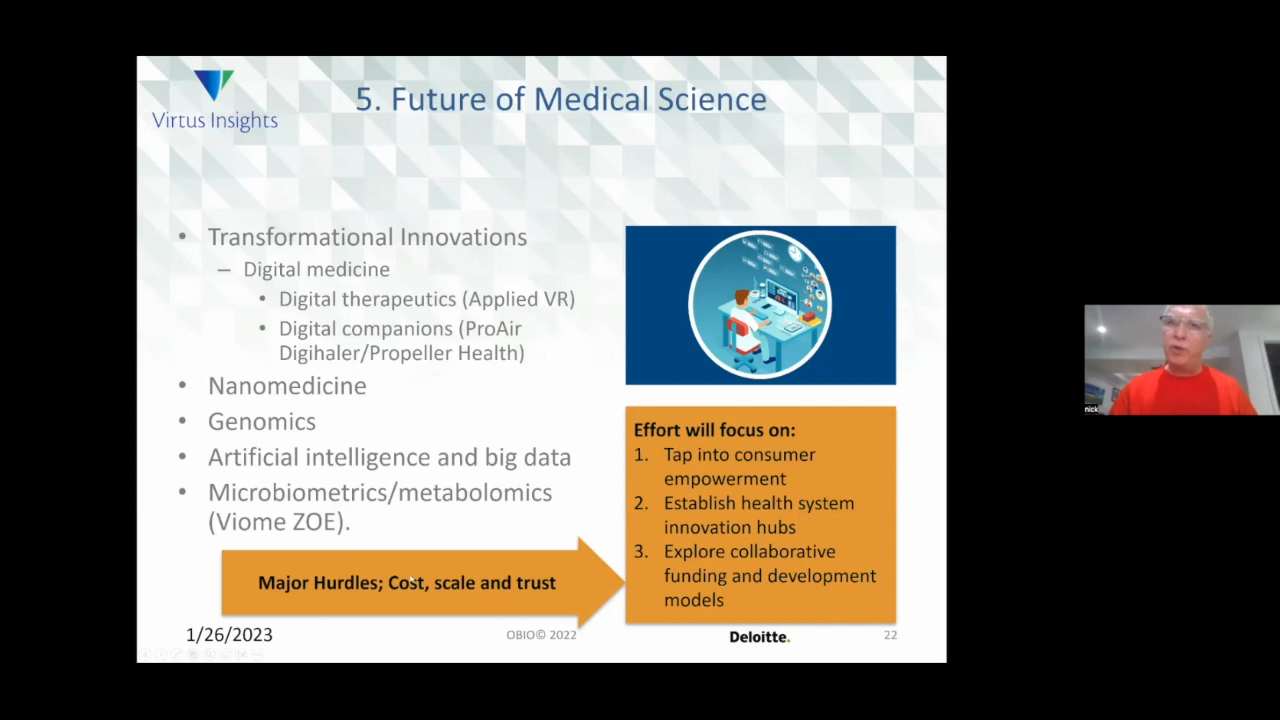 Virtus Insights
5. Future of Medical Science
• Transformational Innovations
– Digital medicine
• Digital therapeutics (Applied VR)
• Digital companions (ProAir
Digihaler/Propeller Health)
• Nanomedicine
• Genomics
• Artificial intelligence and big data
• Microbiometrics/metabolomics
(Viome ZOE).
Major Hurdles; Cost, scale and trust
Effort will focus on:
1. Tap into consumer
empowerment
2. Establish health system
innovation hubs
3. Explore collaborative
funding and development
models
1/26/2023
OBIO© 2022
Deloitte.
22
nick